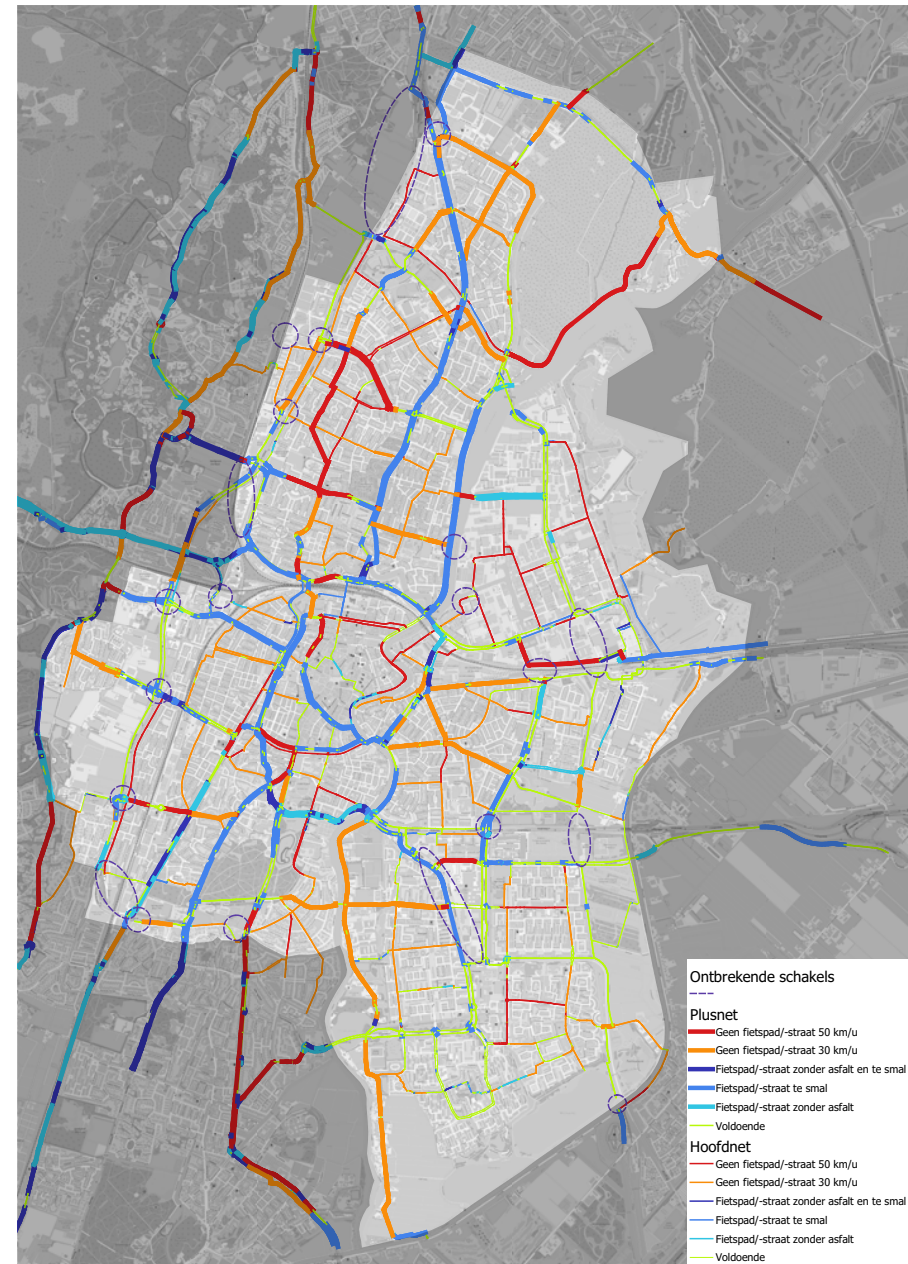 Ontbrekende schakels
Plusnet
Geen fietspad/-straat 50 km/u
Geen fietspad/-straat 30 km/u
Fietspad/-straat zonder asfalt en te smal
Fietspad/-straat te smal
Fietspad/-straat zonder asfalt
Voldoende
Hoofdnet
Geen fietspad/-straat 50 km/u
Geen fietspad/-straat 30 km/u
Fietspad/-straat zonder asfalt en te smal
Fietspad/-straat te smal
Fietspad/-straat zonder asfalt
Voldoende